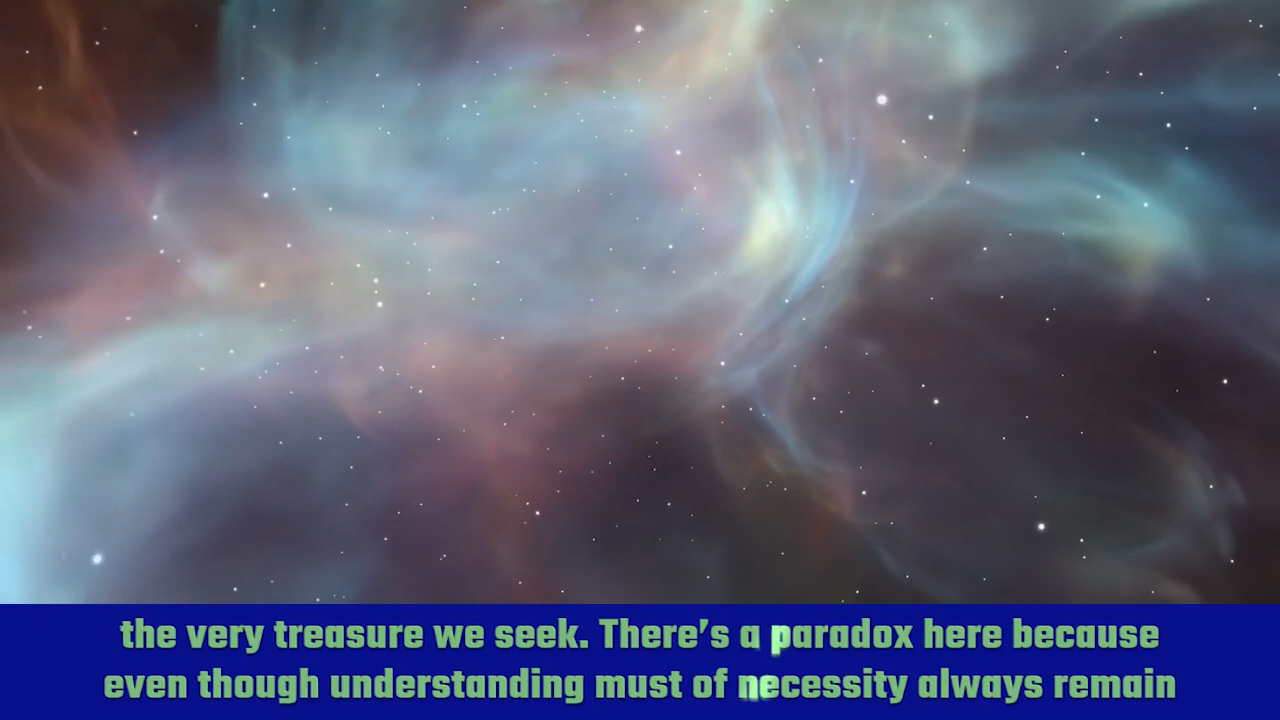 the very treasure we seek. There's a paradox here because
even though understanding must of necessity always remain